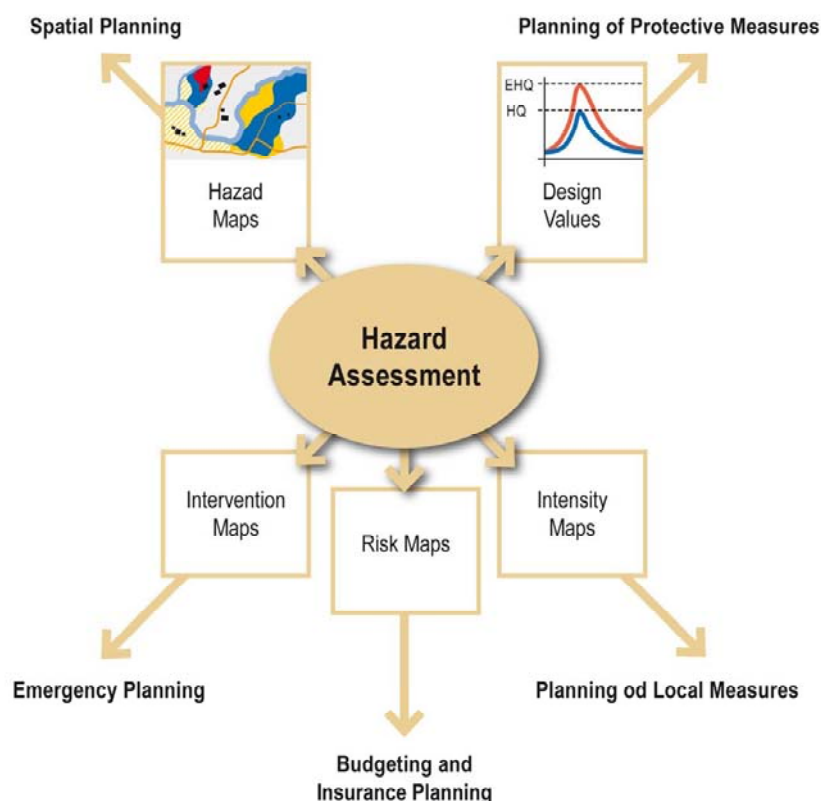 Spatial Planning
Planning of Protective Measures
EHQ
HQ
Hazad
Maps
Design
Values
Hazard
Assessment
Intervention
Maps
Risk Maps
Intensity
Maps
Emergency Planning
Planning od Local Measures
Budgeting and
Insurance Planning